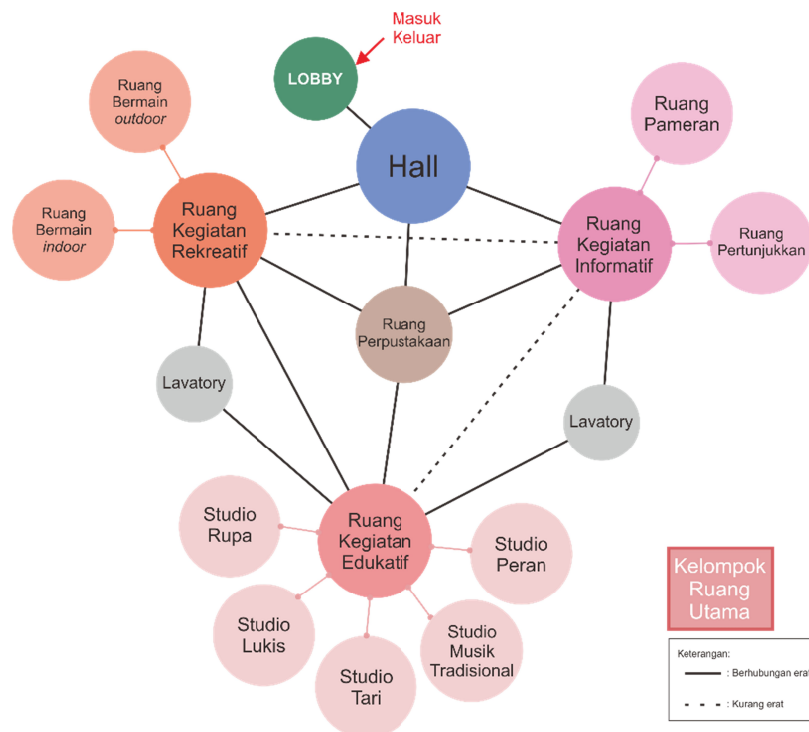 Masuk
Keluar
LOBBY
Ruang
Bermain
outdoor
Hall
Ruang
Pameran
Ruang
Bermain
indoor
Ruang
Kegiatan
Rekreatif
Ruang
Kegiatan
Informatif
Ruang
Pertunjukkan
Ruang
Perpustakaan
Lavatory
Lavatory
Studio
Rupa
Ruang
Kegiatan
Edukatif
Studio
Peran
Studio
Lukis
Studio
Tari
Studio
Musik
Tradisional
Kelompok
Ruang
Utama
Keterangan:
: Berhubungan erat
: Kurang erat